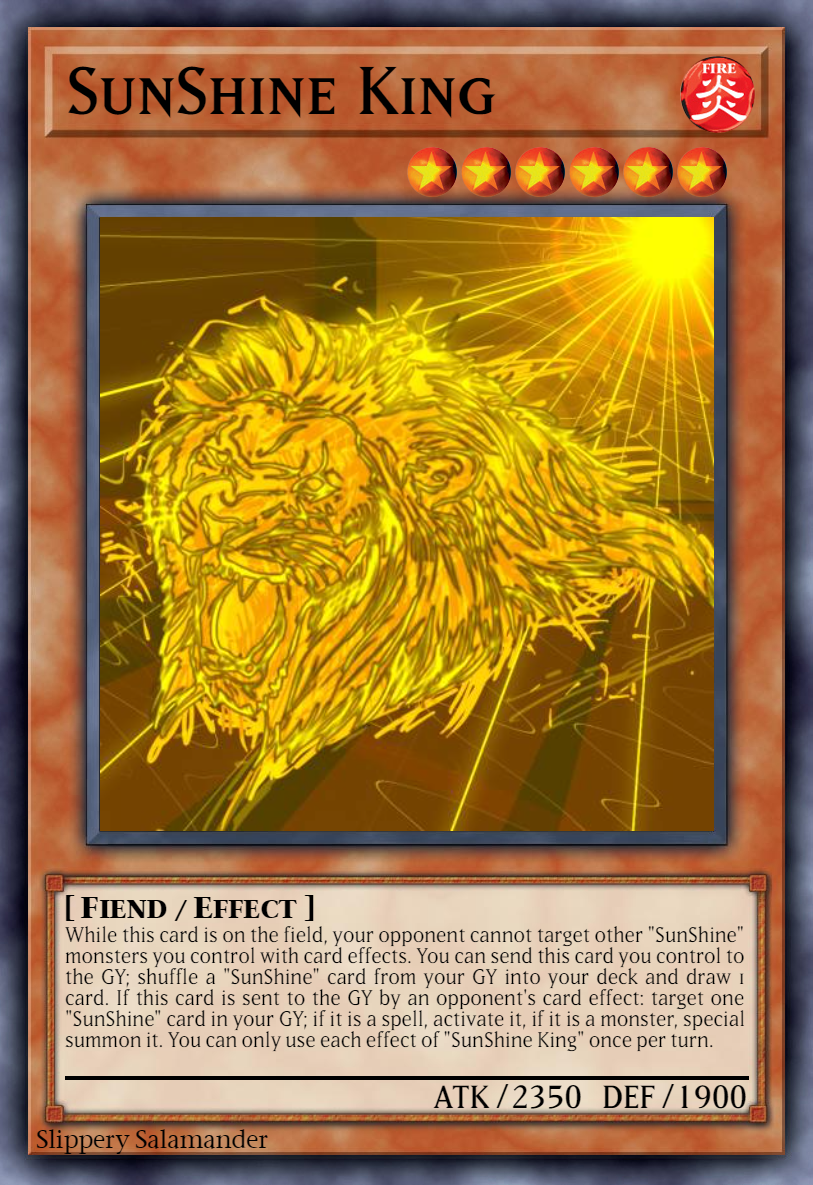 SunShine King
FIRE
炎
[ Fiend / Effect ]
While this card is on the field, your opponent cannot target other "SunShine"
monsters you control with card effects. You can send this card you control to
the GY; shuffle a "SunShine" card from your GY into your deck and draw 1
card. If this card is sent to the GY by an opponent's card effect: target one
"SunShine" card in your GY; if it is a spell, activate it, if it is a monster, special
summon it. You can only use each effect of "SunShine King" once per turn.
ATK/2350 DEF/1900
Slippery Salamander